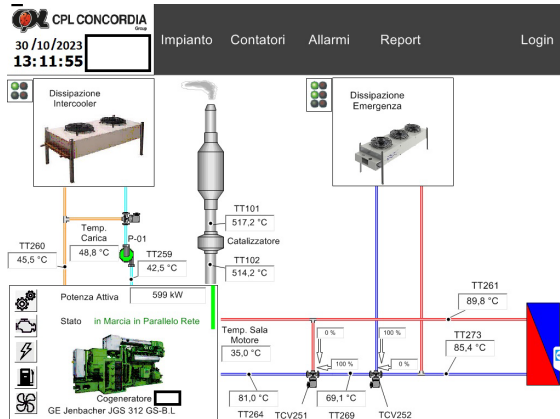 CPL CONCORDIA
Group
30/10/2023
13:11:55
Impianto Contatori Allarmi Report Login
Dissipazione
Intercooler
Dissipazione
Emergenza
TT101
517,2 °C
Catalizzatore
TT102
514,2 °C
Temp.
Carica
48,8 °C
P-01
TT260
45,5 °C
TT259
42,5 °C
TT261
89,8 °C
Potenza Attiva 599 kW
Stato in Marcia in Parallelo Rete
Temp. Sala
Motore
35,0 °C
0 %
100 %
100 %
0 %
TT273
85,4 °C
Cogeneratore
GE Jenbacher JGS 312 GS-B.L
81,0 °C
TT264
TCV251
69,1 °C
TT269
TCV252